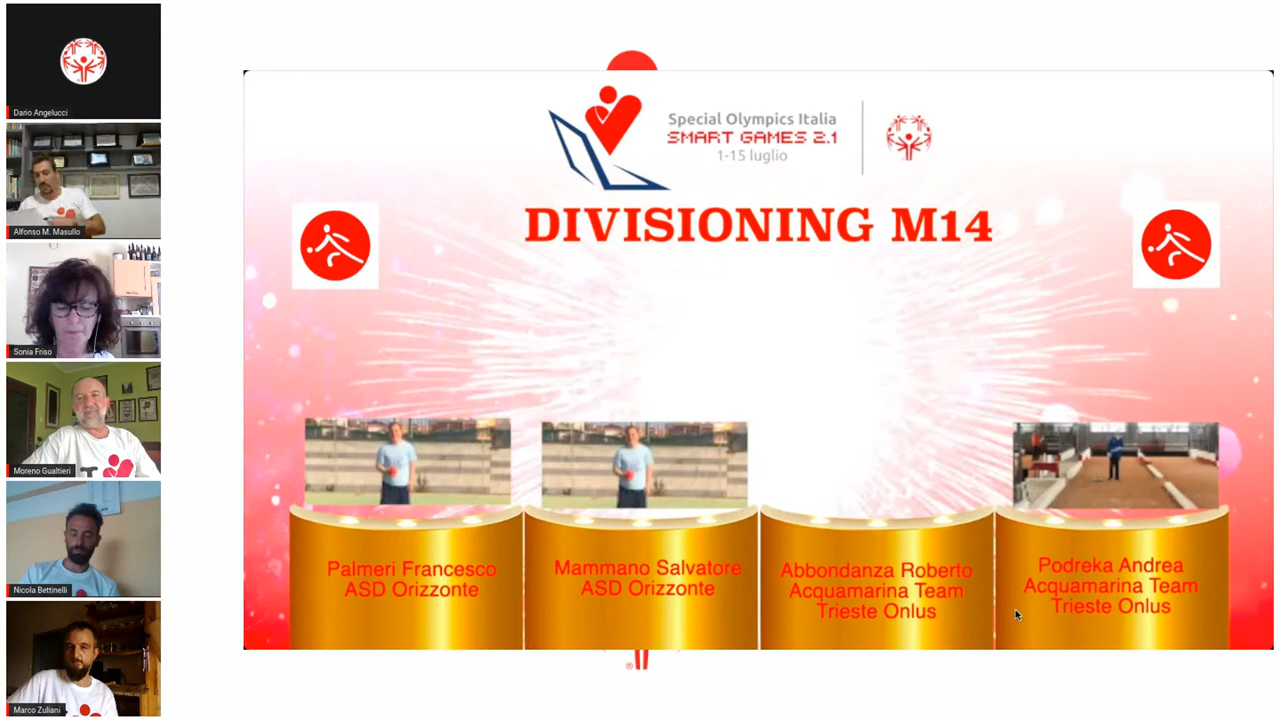 Dario Angelucci
Alfonso M. Masullo
Sonia Friso
Moreno Gualtieri
Nicola Bettinelli
Marco Zuliani
Special Olympics Italia
SMART GAMES 2.1
1-15 luglio
DIVISIONING M14
Palmeri Francesco
ASD Orizzonte
Mammano Salvatore
ASD Orizzonte
Abbondanza Roberto
Acquamarina Team
Trieste Onlus
Podreka Andrea
Acquamarina Team
Trieste Onlus